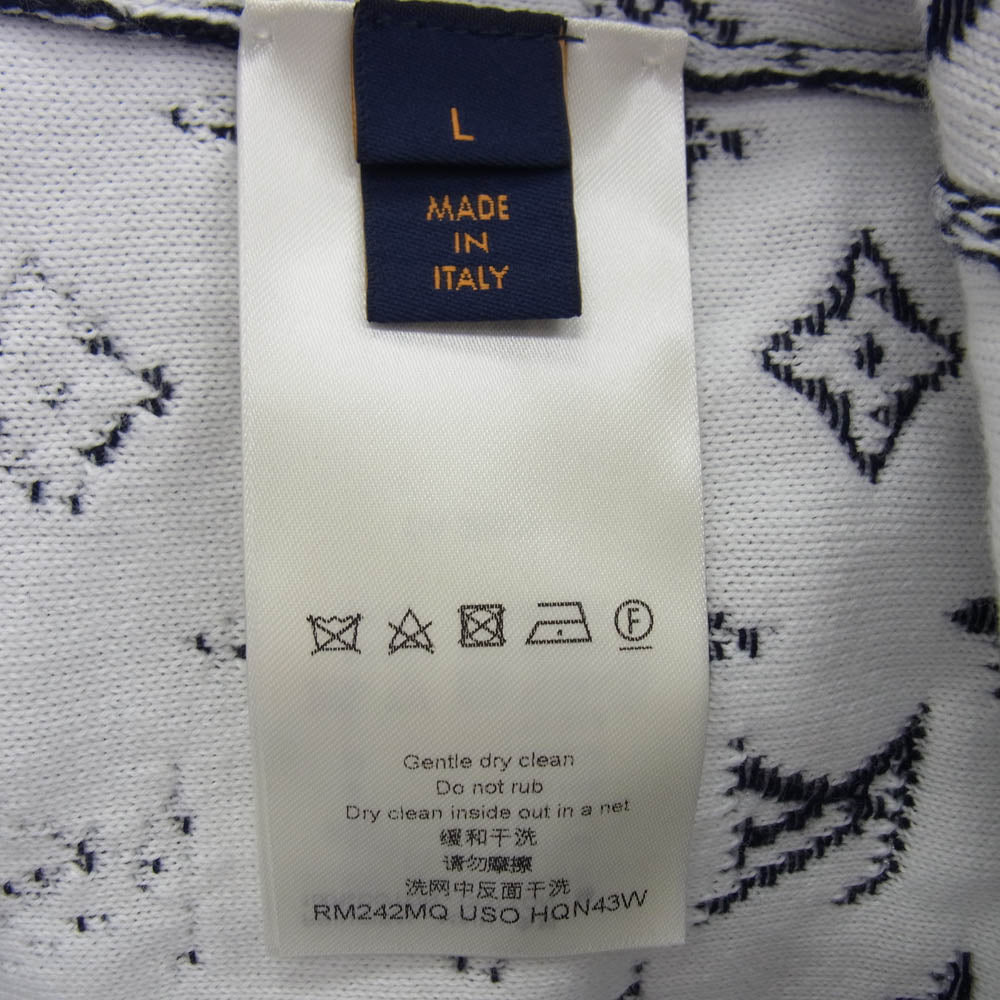 L
MADE
IN
ITALY
F
Gentle dry clean
Do not rub
Dry clean inside out in a net
缓和干洗
请勿摩擦
洗网中反面干洗
RM242MQ USO HQN43W